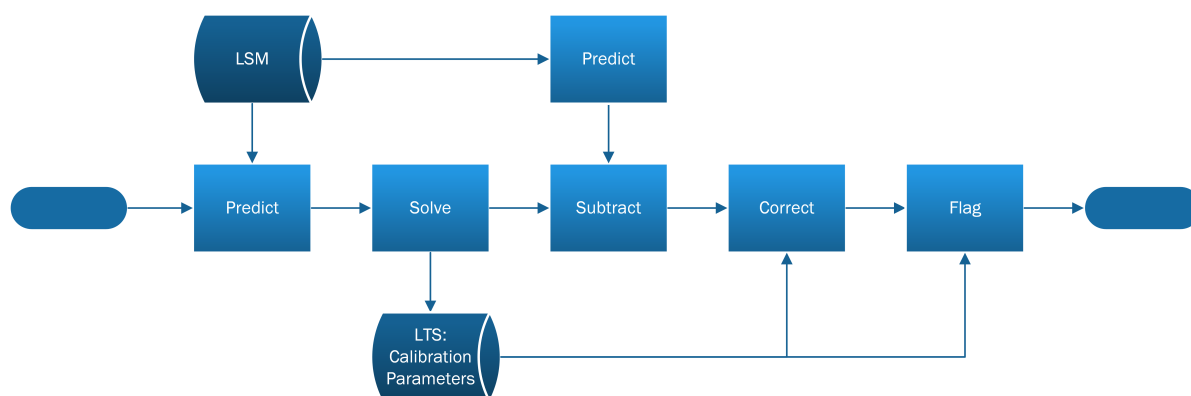 LSM
Predict
Predict
Solve
Subtract
Correct
Flag
LTS:
Calibration
Parameters